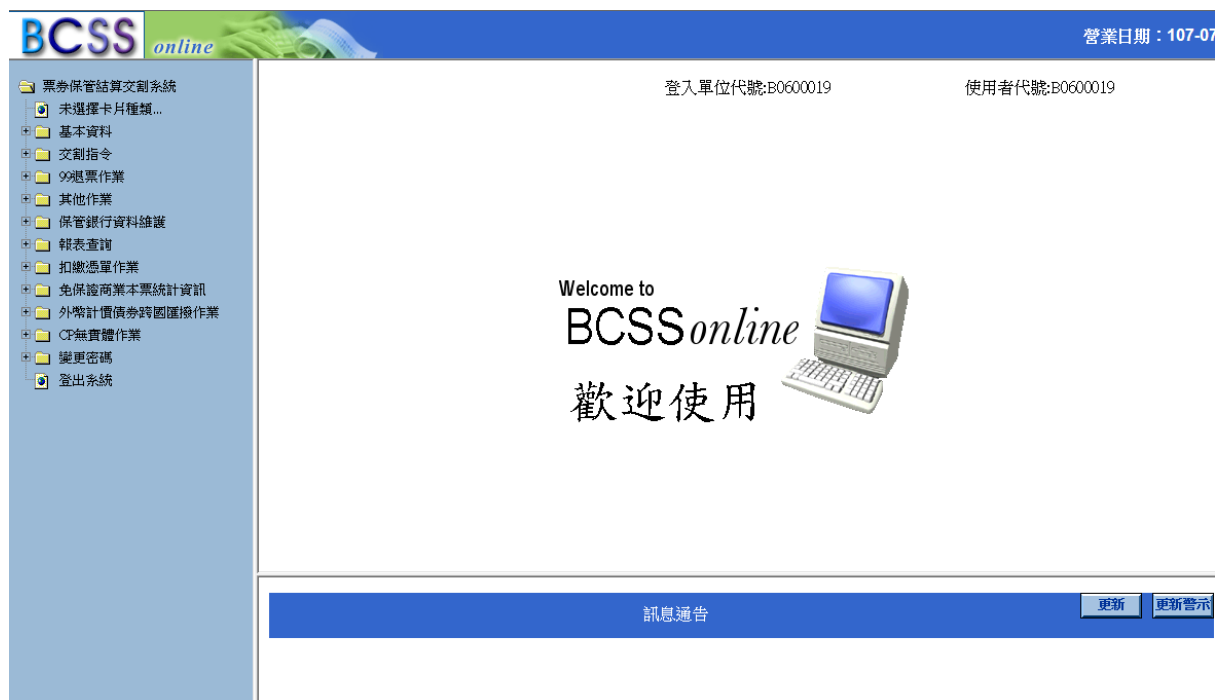 BCSS online
營業日期：107-07
票券保管結算交割系統
未選擇卡片種類...
基本資料
交割指令
99退票作業
其他作業
保管銀行資料維護
報表查詢
扣繳憑單作業
免保證商業本票統計資訊
外幣計價債券跨國匯撥作業
CP無實體作業
變更密碼
登出系統
登入單位代號:B0600019 使用者代號:B0600019
Welcome to
BCSS online
歡迎使用
訊息通告
更新 更新警示